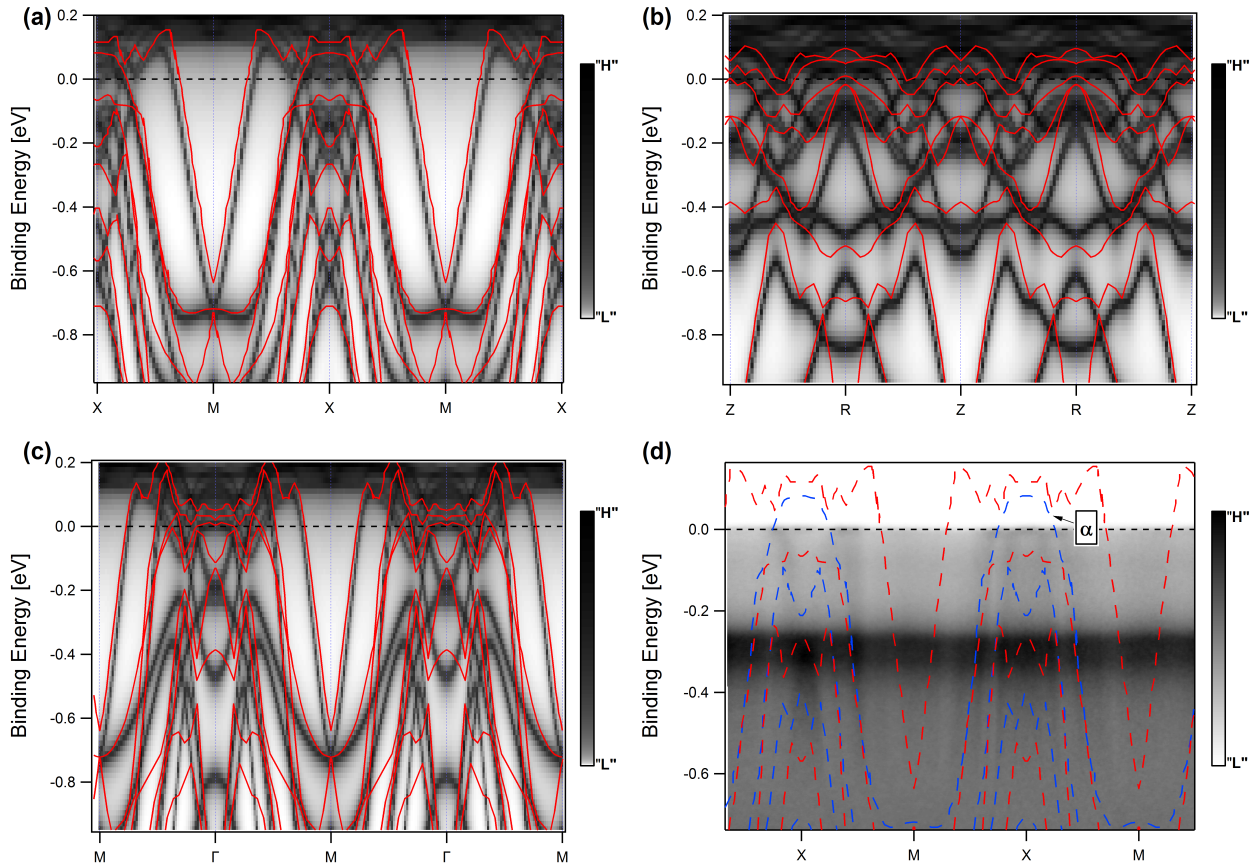 (a)
0.2
0.0
-0.2
-0.4
-0.6
-0.8
Binding Energy [eV]
X M X M X
"H"
"L"
(b)
0.2
0.0
-0.2
-0.4
-0.6
-0.8
Binding Energy [eV]
Z R Z R Z
"H"
"L"
(c)
0.2
0.0
-0.2
-0.4
-0.6
-0.8
Binding Energy [eV]
M Γ M Γ M
"H"
"L"
(d)
0.0
-0.2
-0.4
-0.6
Binding Energy [eV]
α
X M X M
"H"
"L"